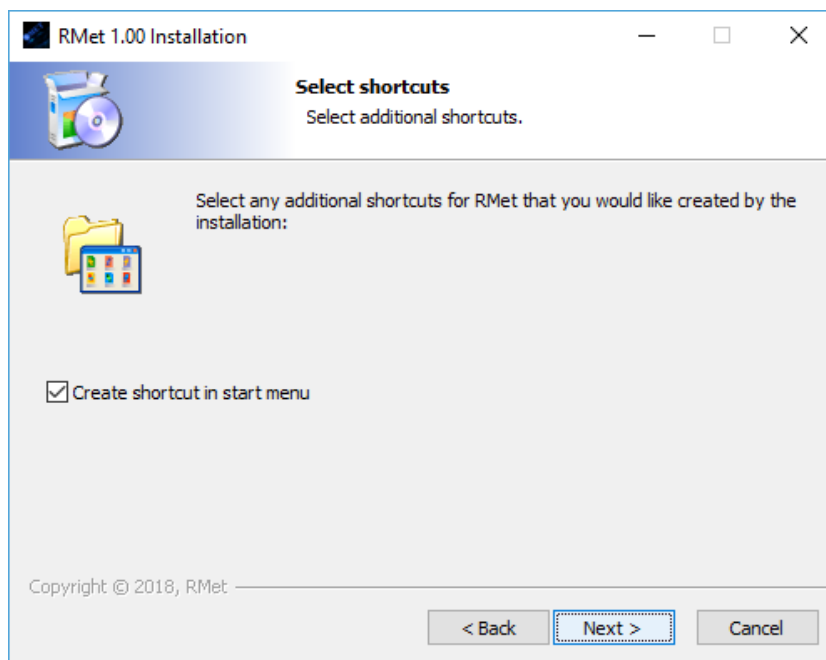 RMet 1.00 Installation
Select shortcuts
Select additional shortcuts.
Select any additional shortcuts for RMet that you would like created by the
installation:
Create shortcut in start menu
Copyright © 2018, RMet
< Back
Next >
Cancel